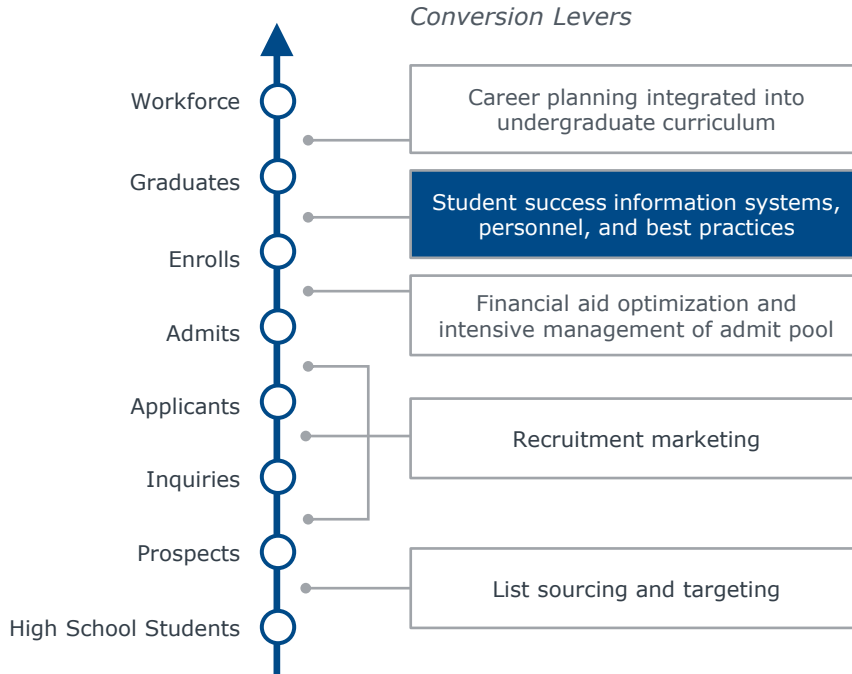 Conversion Levers
Workforce
Career planning integrated into
undergraduate curriculum
Graduates
Student success information systems,
personnel, and best practices
Enrolls
Financial aid optimization and
intensive management of admit pool
Admits
Applicants
Recruitment marketing
Inquiries
Prospects
List sourcing and targeting
High School Students